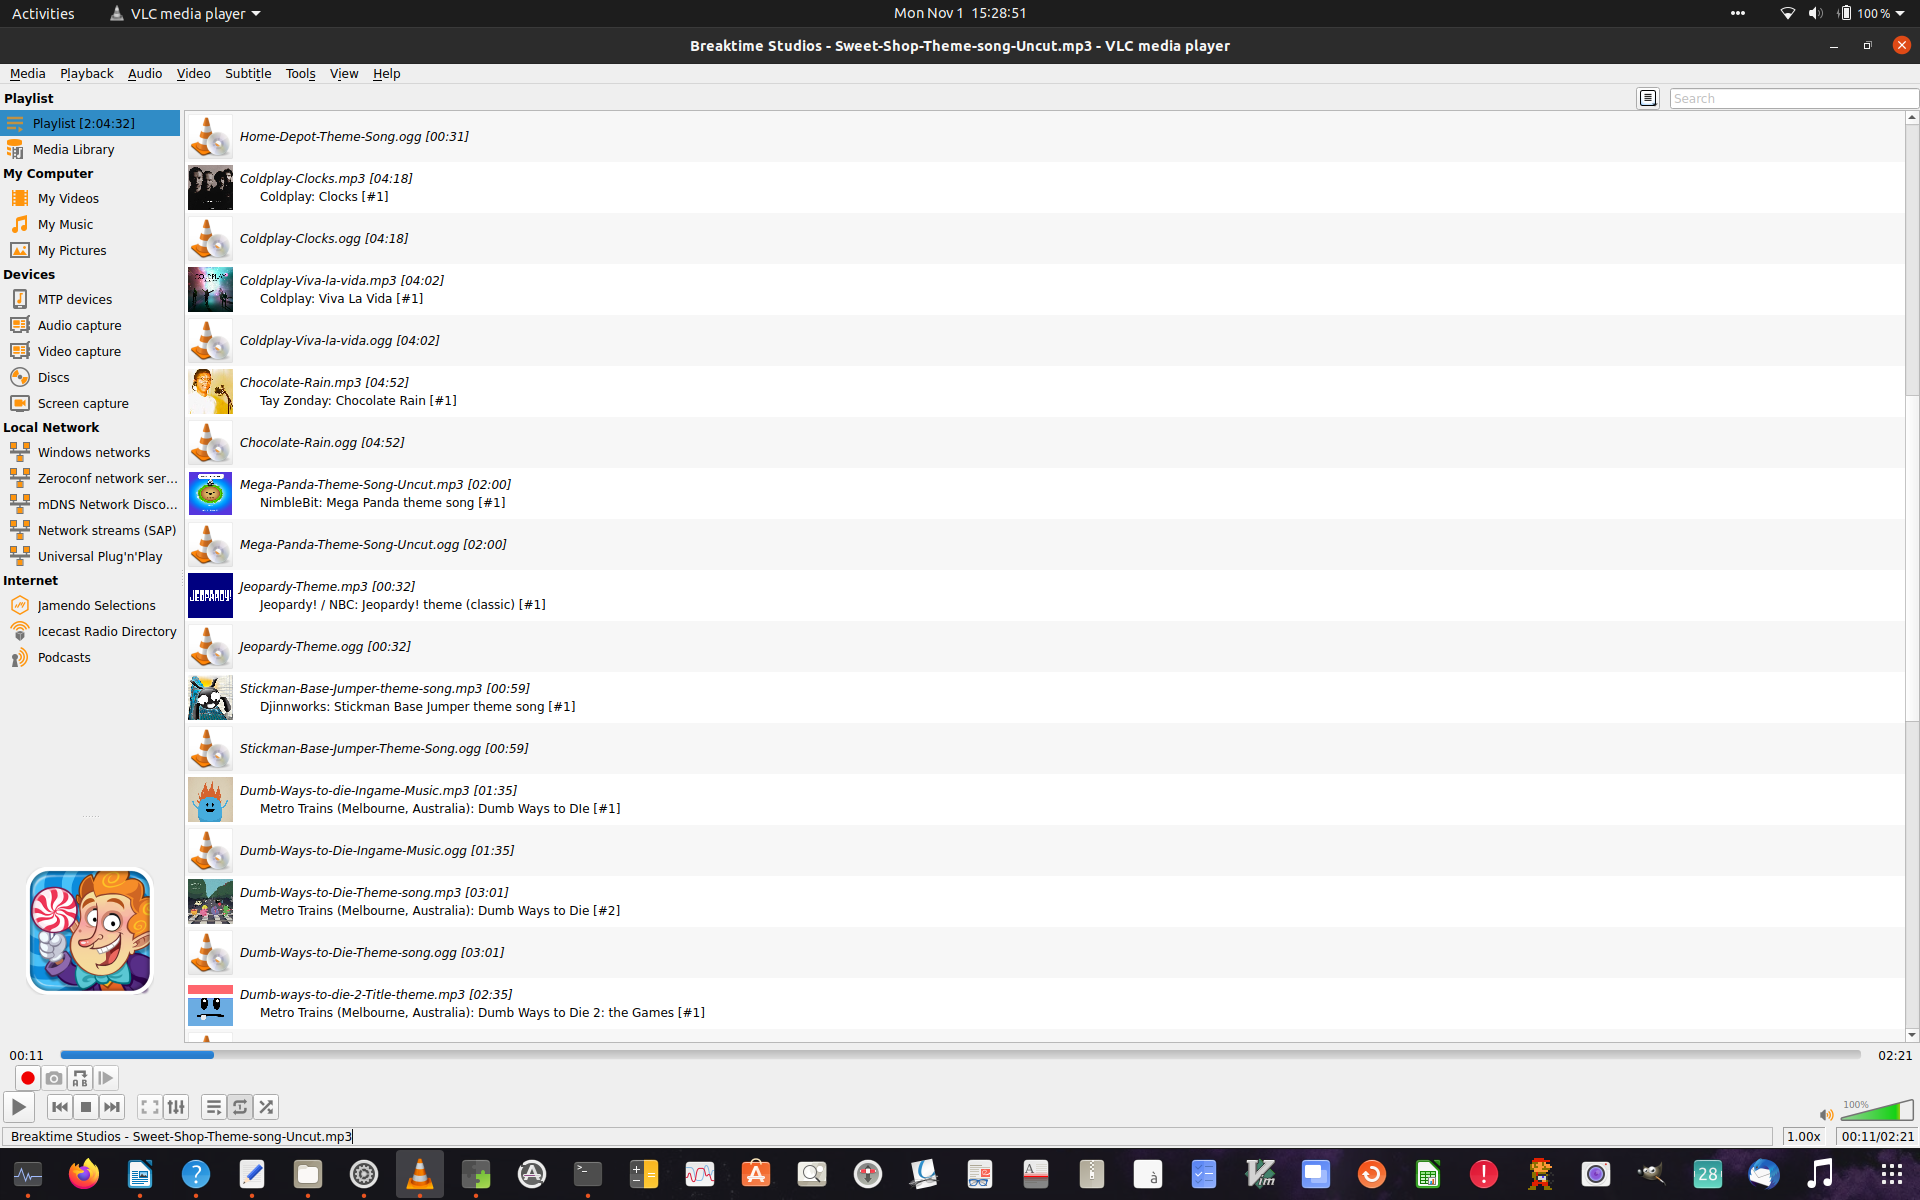 Activities VLC media player Mon Nov 1 15:28:51 100 %
Breaktime Studios - Sweet-Shop-Theme-song-Uncut.mp3 - VLC media player
Media Playback Audio Video Subtitle Tools View Help
Playlist
Search
Playlist [2:04:32]
Media Library
My Computer
My Videos
My Music
My Pictures
Devices
MTP devices
Audio capture
Video capture
Discs
Screen capture
Local Network
Windows networks
Zeroconf network ser...
mDNS Network Disco...
Network streams (SAP)
Universal Plug'n'Play
Internet
Jamendo Selections
Icecast Radio Directory
Podcasts
Home-Depot-Theme-Song.ogg [00:31]
Coldplay-Clocks.mp3 [04:18]
Coldplay: Clocks [#1]
Coldplay-Clocks.ogg [04:18]
COLDPLAY
Coldplay-Viva-la-vida.mp3 [04:02]
Coldplay: Viva La Vida [#1]
Coldplay-Viva-la-vida.ogg [04:02]
Chocolate-Rain.mp3 [04:52]
Tay Zonday: Chocolate Rain [#1]
Chocolate-Rain.ogg [04:52]
Mega-Panda-Theme-Song-Uncut.mp3 [02:00]
NimbleBit: Mega Panda theme song [#1]
Mega-Panda-Theme-Song-Uncut.ogg [02:00]
JEOPARDY!
Jeopardy-Theme.mp3 [00:32]
Jeopardy! / NBC: Jeopardy! theme (classic) [#1]
Jeopardy-Theme.ogg [00:32]
Stickman-Base-Jumper-theme-song.mp3 [00:59]
Djinnworks: Stickman Base Jumper theme song [#1]
Stickman-Base-Jumper-Theme-Song.ogg [00:59]
Dumb-Ways-to-die-Ingame-Music.mp3 [01:35]
Metro Trains (Melbourne, Australia): Dumb Ways to DIe [#1]
Dumb-Ways-to-Die-Ingame-Music.ogg [01:35]
Dumb-Ways-to-Die-Theme-song.mp3 [03:01]
Metro Trains (Melbourne, Australia): Dumb Ways to Die [#2]
Dumb-Ways-to-Die-Theme-song.ogg [03:01]
Dumb-ways-to-die-2-Title-theme.mp3 [02:35]
Metro Trains (Melbourne, Australia): Dumb Ways to Die 2: the Games [#1]
00:11 02:21
A B
100%
Breaktime Studios - Sweet-Shop-Theme-song-Uncut.mp3 1.00x 00:11/02:21
? >_ A à Vim 28